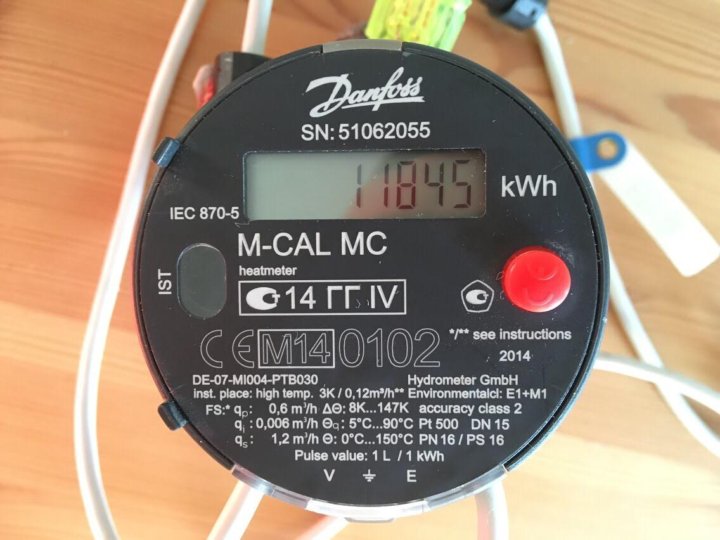 Danfoss
SN: 51062055
11845 kWh
IEC 870-5
M-CAL MC
heatmeter
IST
14 ГГ IV
CE M14 0102
*/** see instructions
2014
DE-07-MI004-PTB030 Hydrometer GmbH
inst. place: high temp. 3K / 0,12m³/h** Environmentalcl: E1+M1
FS:* qp: 0,6 m³/h ΔΘ: 8K...147K accuracy class 2
qi: 0,006 m³/h Θq: 5°C...90°C Pt 500 DN 15
qs: 1,2 m³/h Θ: 0°C...150°C PN 16 / PS 16
Pulse value: 1 L / 1 kWh
V E